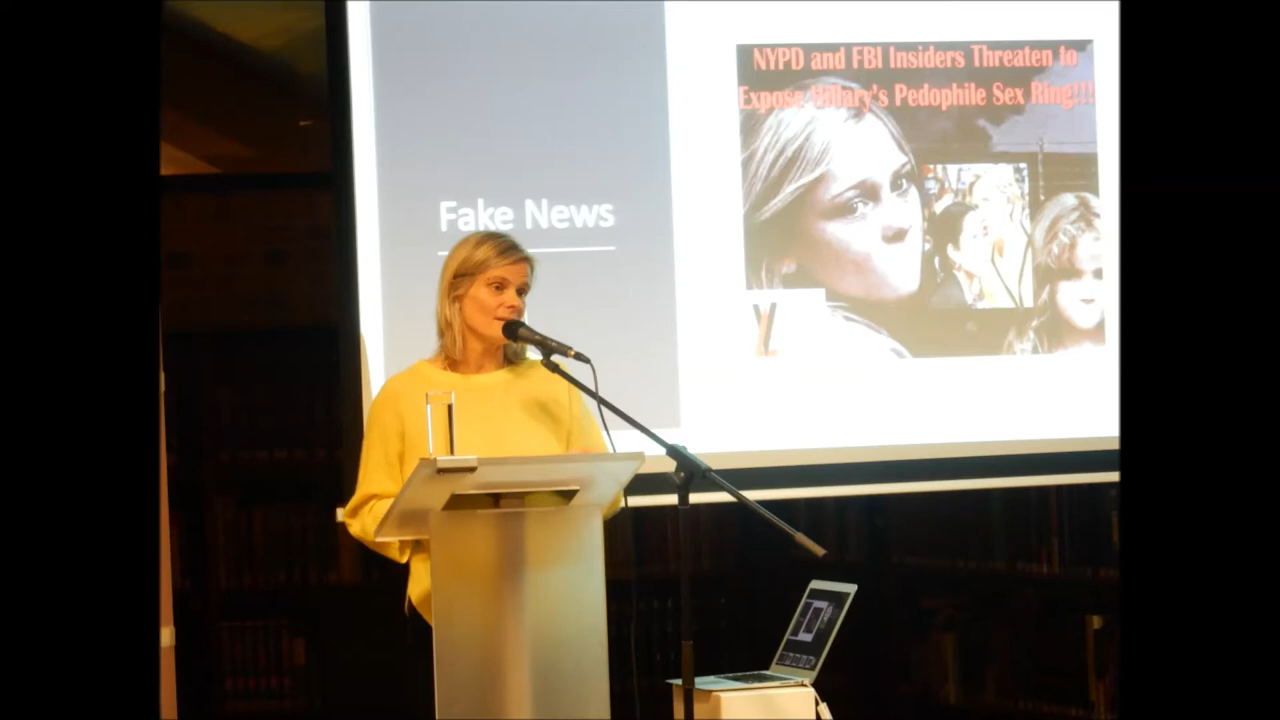 Fake News
NYPD and FBI Insiders Threaten to
Expose Hillary's Pedophile Sex Ring!!!